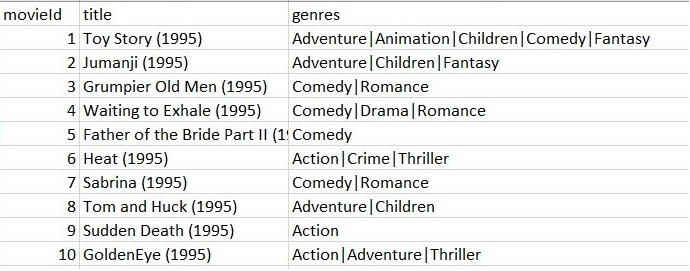 movieId title genres
1 Toy Story (1995) Adventure|Animation|Children|Comedy|Fantasy
2 Jumanji (1995) Adventure|Children|Fantasy
3 Grumpier Old Men (1995) Comedy|Romance
4 Waiting to Exhale (1995) Comedy|Drama|Romance
5 Father of the Bride Part II (19 Comedy
6 Heat (1995) Action|Crime|Thriller
7 Sabrina (1995) Comedy|Romance
8 Tom and Huck (1995) Adventure|Children
9 Sudden Death (1995) Action
10 GoldenEye (1995) Action|Adventure|Thriller